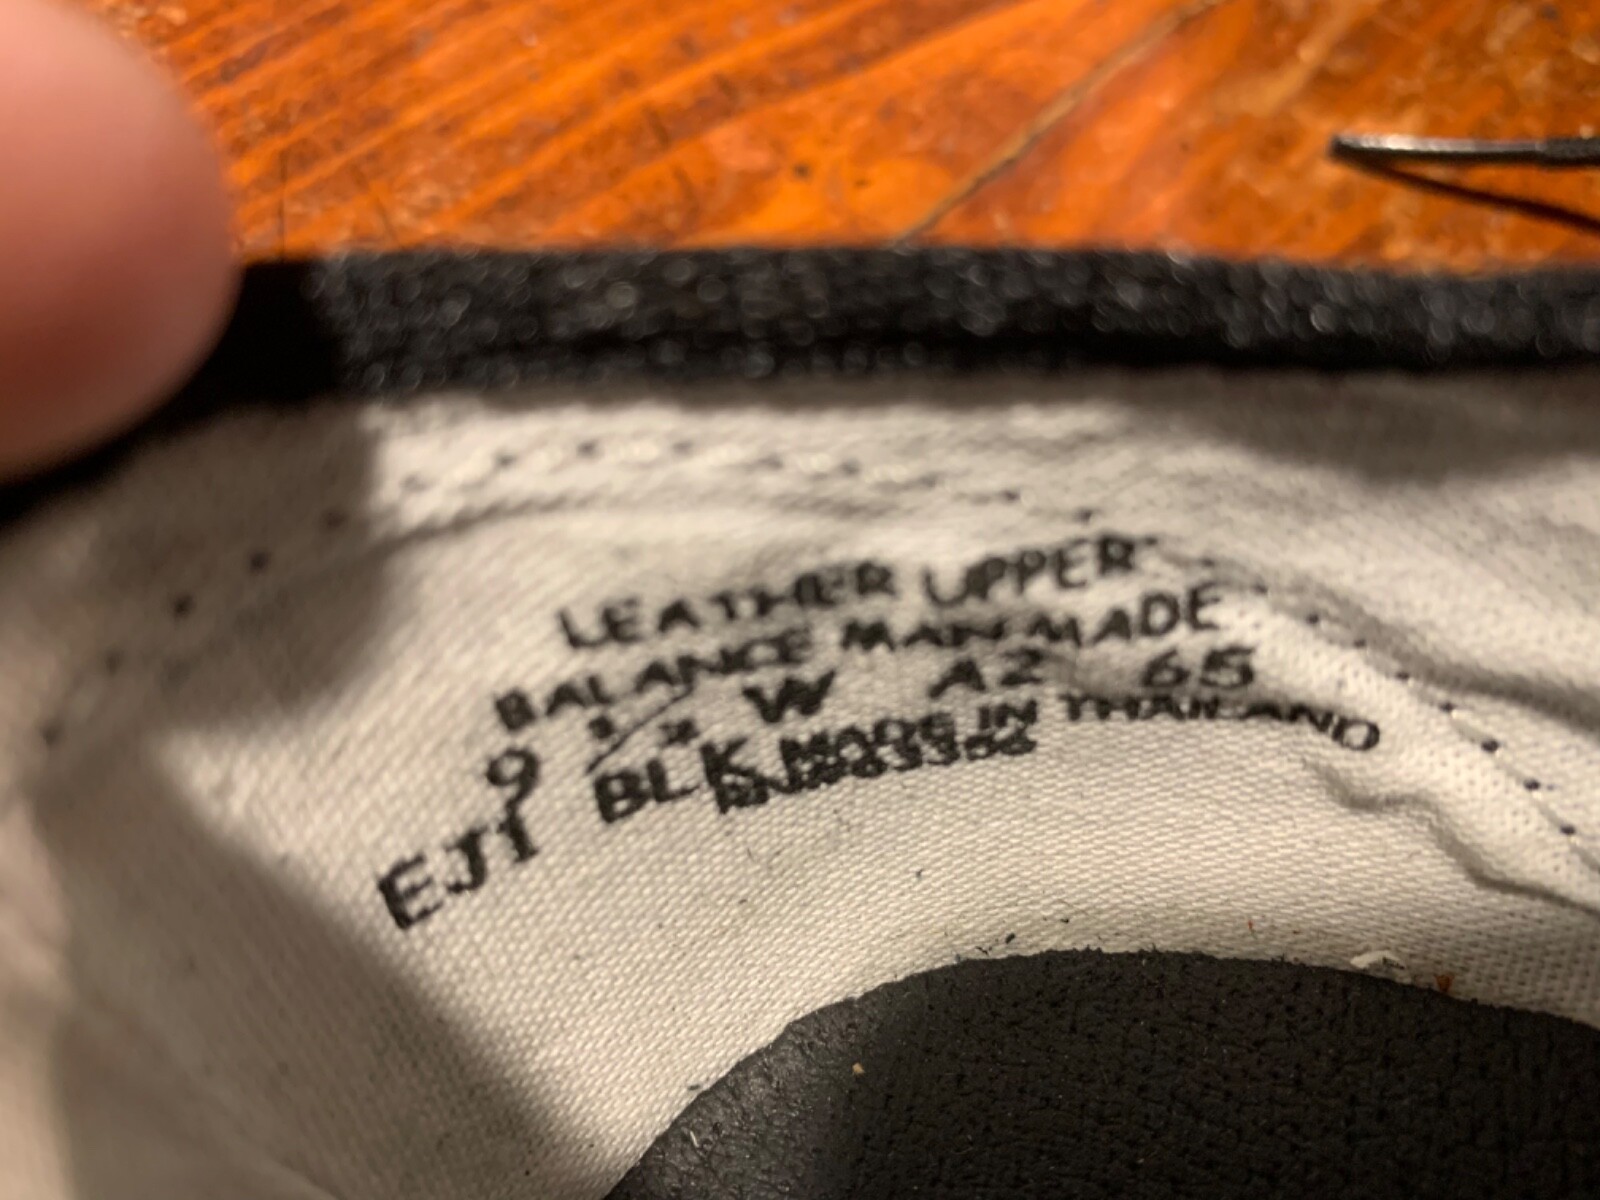 LEATHER UPPER
BALANCE MAN MADE
9 1/2 W A2 65
EJ1 BLK MADE IN THAILAND